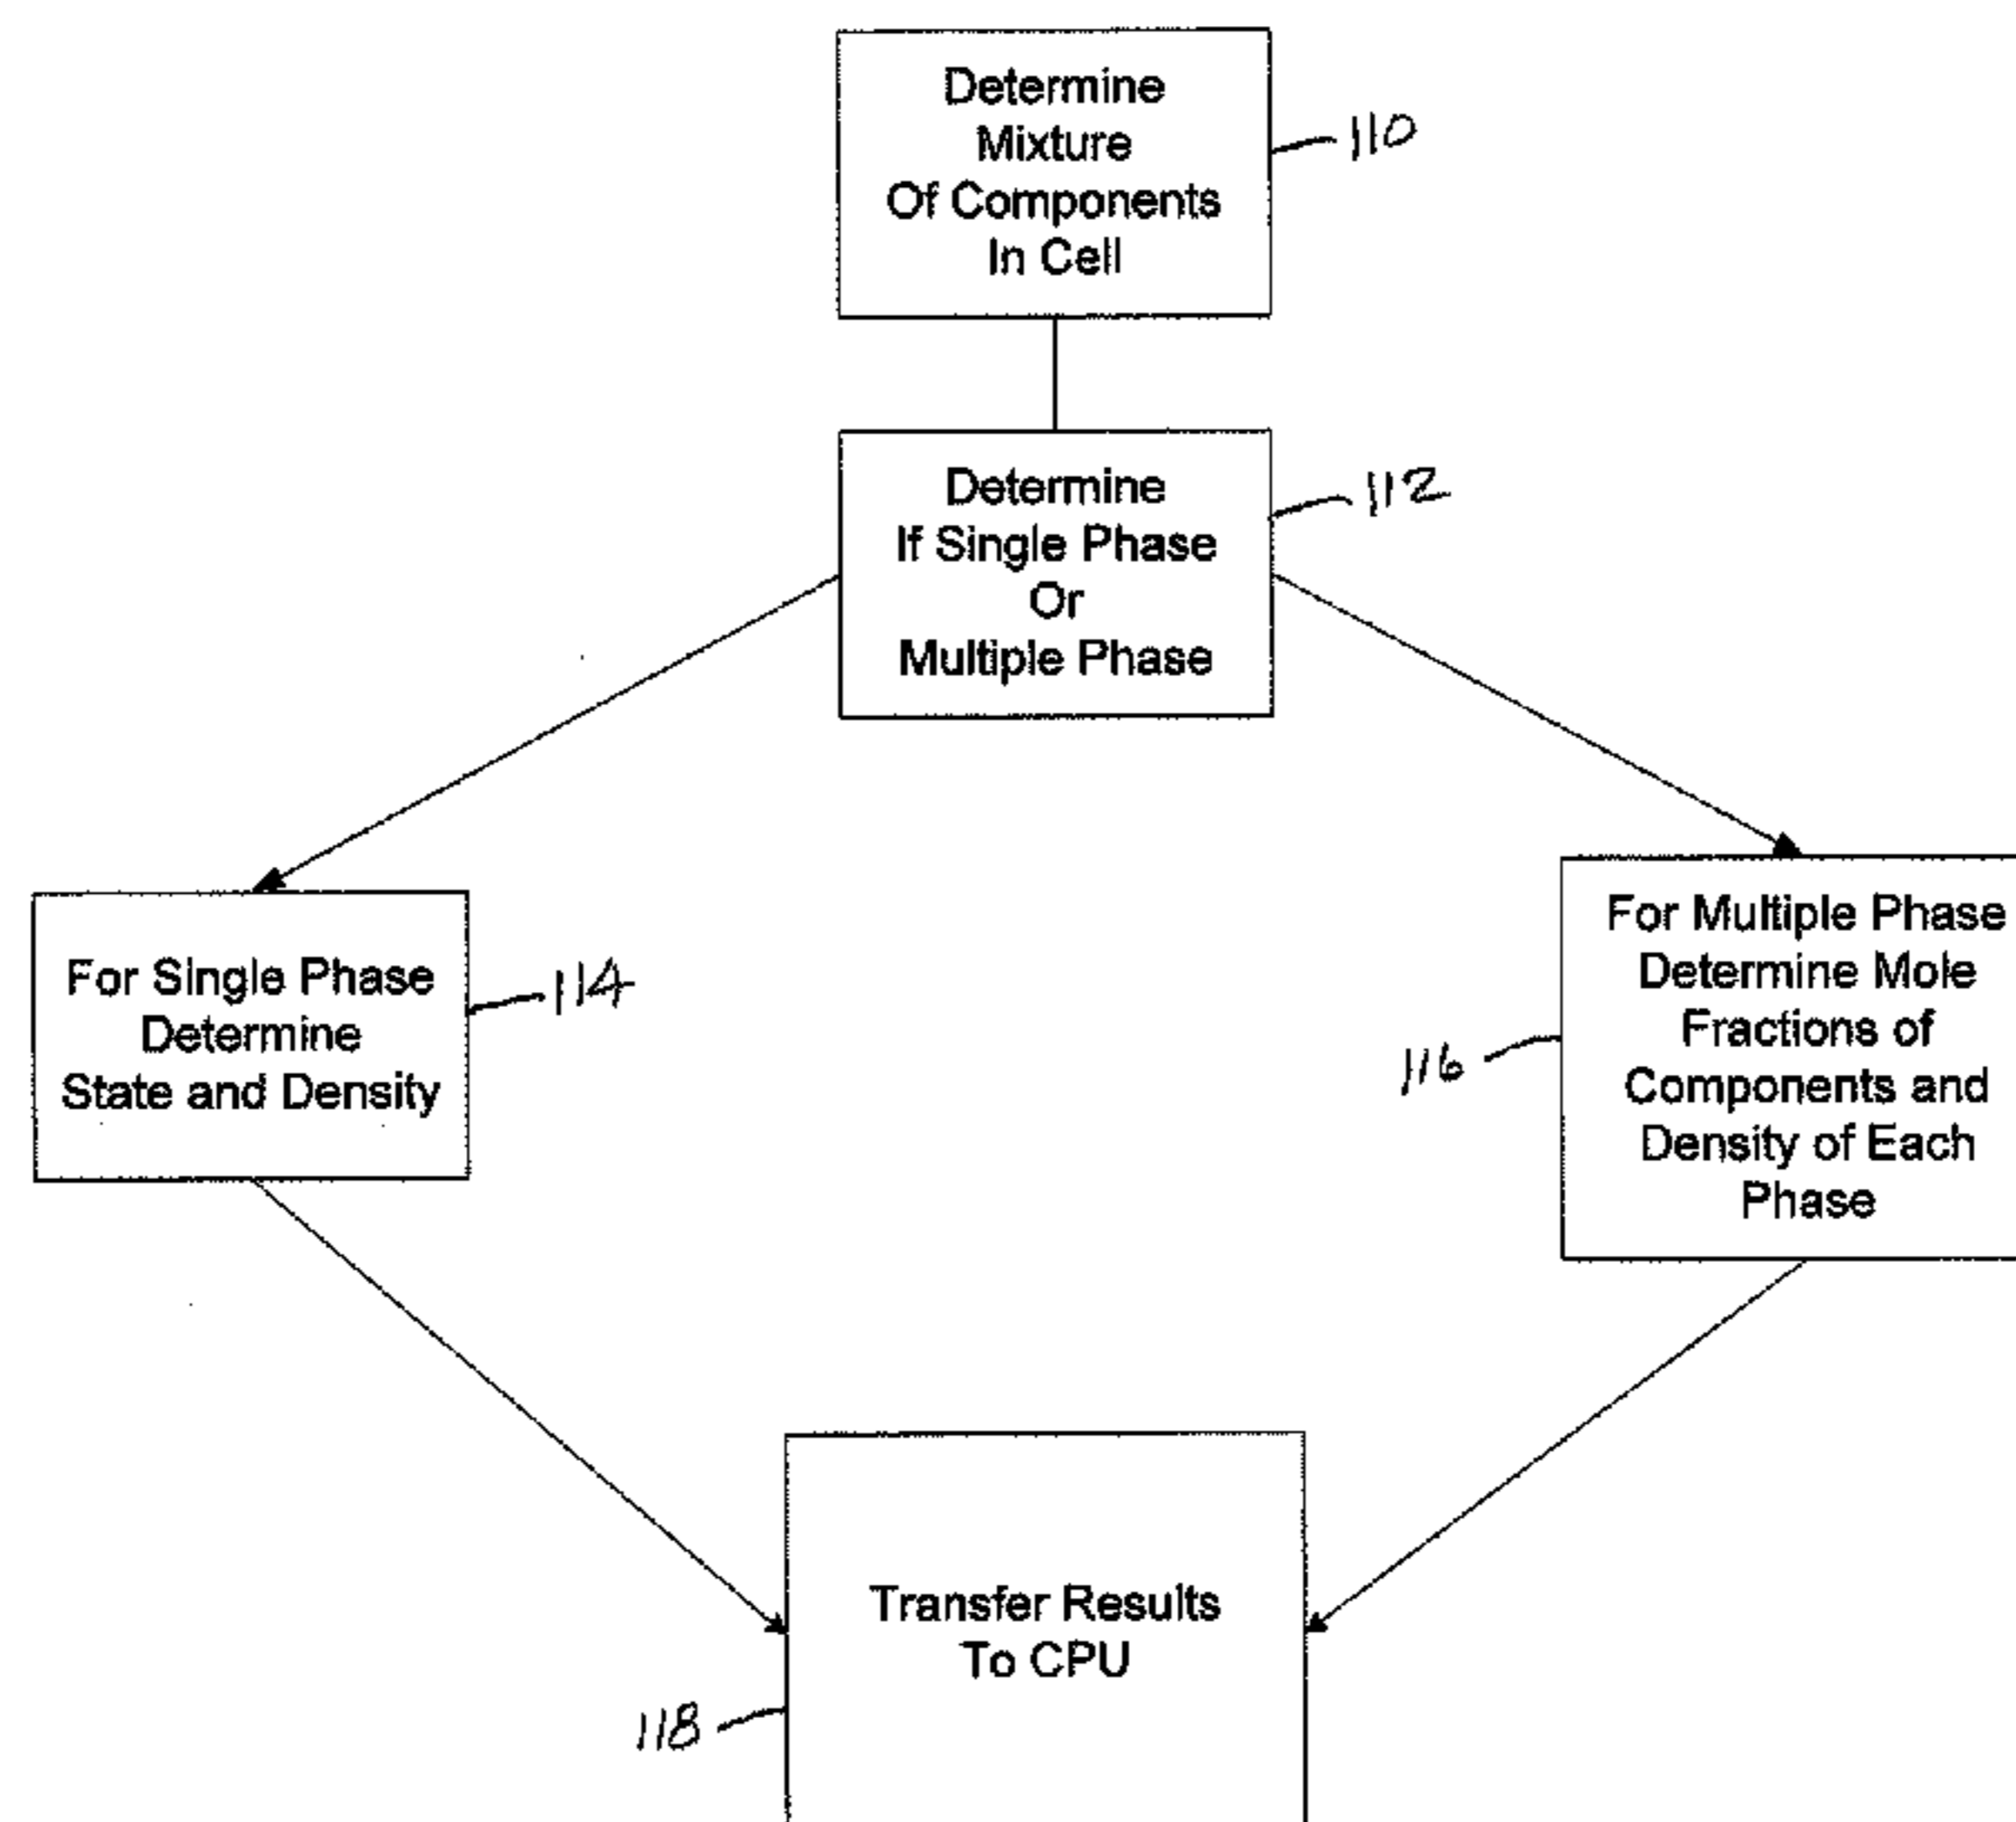 Determine
Mixture
Of Components
In Cell
110
Determine
If Single Phase
Or
Multiple Phase
112
For Single Phase
Determine
State and Density
114
For Multiple Phase
Determine Mole
Fractions of
Components and
Density of Each
Phase
116
Transfer Results
To CPU
118